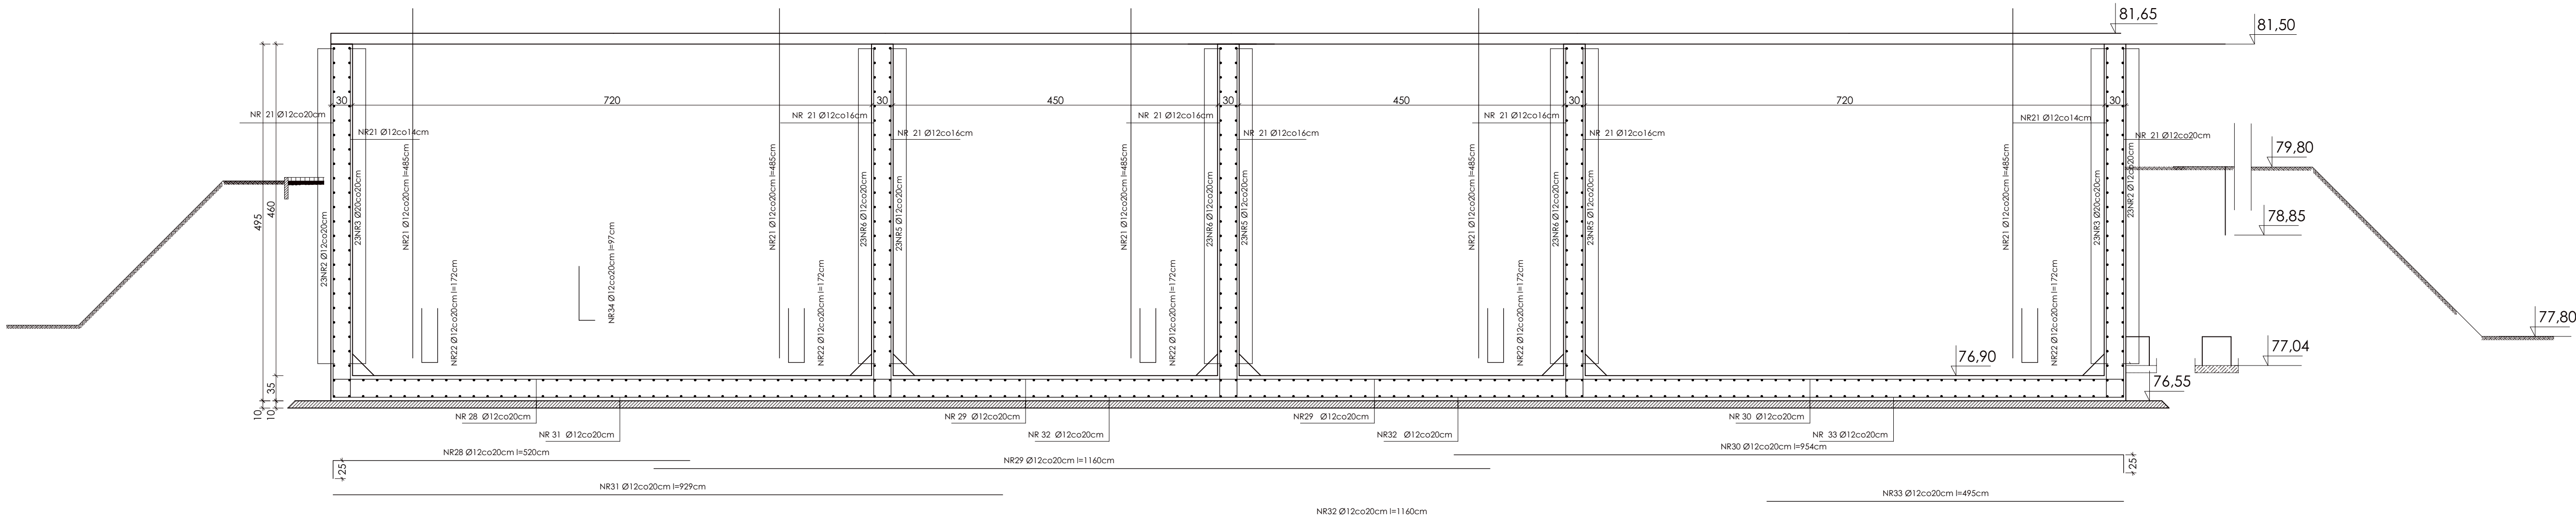 81,65
81,50
30
720
30
450
30
450
30
720
30
NR  21 Ø12co20cm
NR21 Ø12co14cm
NR  21 Ø12co16cm
NR  21 Ø12co16cm
NR  21 Ø12co16cm
NR  21 Ø12co16cm
NR  21 Ø12co16cm
NR  21 Ø12co16cm
NR21 Ø12co14cm
NR  21 Ø12co20cm
79,80
78,85
77,80
77,04
76,90
76,55
495
460
35
10
10
23NR2 Ø12co20cm
23NR3 Ø20co20cm
NR21 Ø12co20cm l=485cm
NR22 Ø12co20cm l=172cm
NR34 Ø12co20cm l=97cm
NR21 Ø12co20cm l=485cm
NR22 Ø12co20cm l=172cm
23NR6 Ø12co20cm
23NR5 Ø12co20cm
NR21 Ø12co20cm l=485cm
NR22 Ø12co20cm l=172cm
23NR6 Ø12co20cm
23NR5 Ø12co20cm
NR21 Ø12co20cm l=485cm
NR22 Ø12co20cm l=172cm
23NR6 Ø12co20cm
23NR5 Ø12co20cm
NR21 Ø12co20cm l=485cm
NR22 Ø12co20cm l=172cm
23NR3 Ø20co20cm
23NR2 Ø12co20cm
NR 28  Ø12co20cm
NR 31  Ø12co20cm
NR 29  Ø12co20cm
NR 32  Ø12co20cm
NR29   Ø12co20cm
NR32   Ø12co20cm
NR 30  Ø12co20cm
NR  33 Ø12co20cm
NR28 Ø12co20cm l=520cm
25
NR29 Ø12co20cm l=1160cm
NR30 Ø12co20cm l=954cm
25
NR31 Ø12co20cm l=929cm
NR33 Ø12co20cm l=495cm
NR32 Ø12co20cm l=1160cm